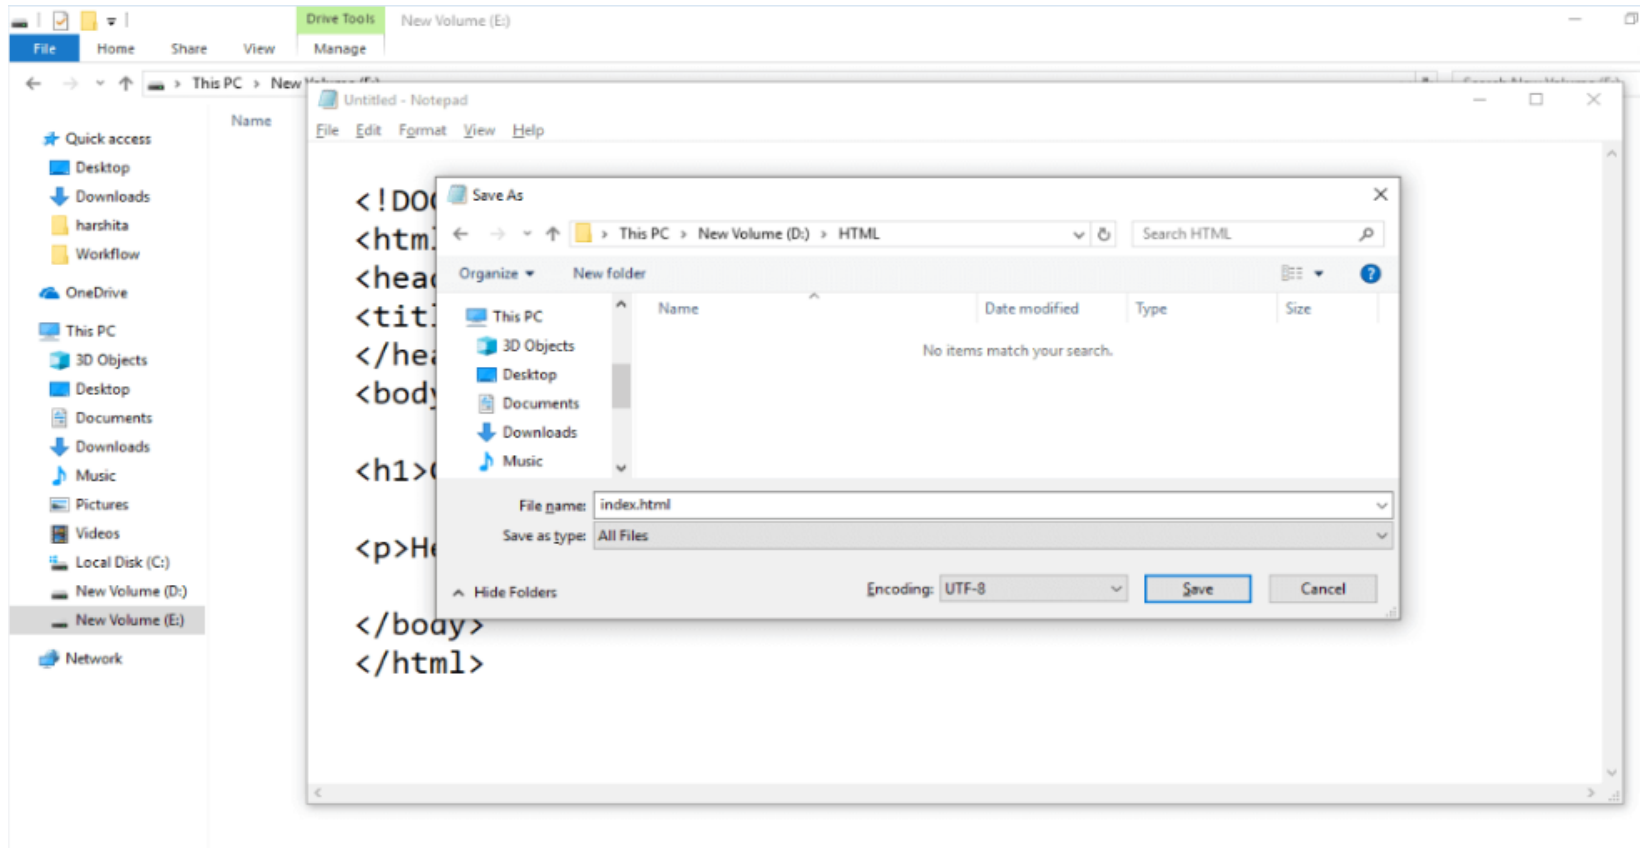 Drive Tools New Volume (E:)
File Home Share View Manage
This PC New Volume (E:)
Untitled - Notepad
File Edit Format View Help
Name
Quick access
Desktop
Downloads
harshita
Workflow
OneDrive
This PC
3D Objects
Desktop
Documents
Downloads
Music
Pictures
Videos
Local Disk (C:)
New Volume (D:)
New Volume (E:)
Network
<!DO
<html
<hea
<tit
</hea
<body
<h1>
<p>He
</body>
</html>
Save As
This PC New Volume (D:) HTML Search HTML
Organize New folder
This PC
3D Objects
Desktop
Documents
Downloads
Music
Name Date modified Type Size
No items match your search.
File name: index.html
Save as type: All Files
Hide Folders Encoding: UTF-8 Save Cancel